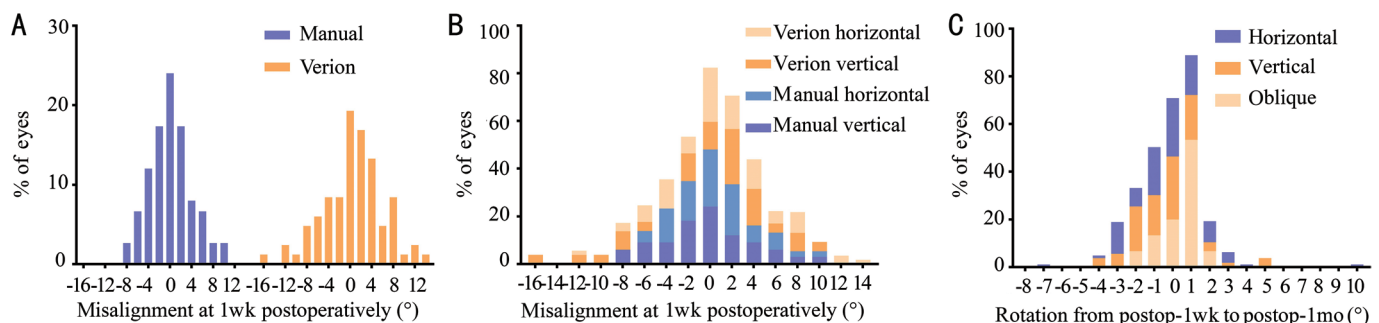 A
30
20
10
0
% of eyes
Manual
Verion
-16 -12 -8 -4 0 4 8 12 -16 -12 -8 -4 0 4 8 12
Misalignment at 1wk postoperatively (°)
B
100
80
60
40
20
0
% of eyes
Verion horizontal
Verion vertical
Manual horizontal
Manual vertical
-16-14-12-10 -8 -6 -4 -2 0 2 4 6 8 10 12 14
Misalignment at 1wk postoperatively (°)
C
100
80
60
40
20
0
% of eyes
Horizontal
Vertical
Oblique
-8 -7 -6 -5 -4 -3 -2 -1 0 1 2 3 4 5 6 7 8 9 10
Rotation from postop-1wk to postop-1mo (°)